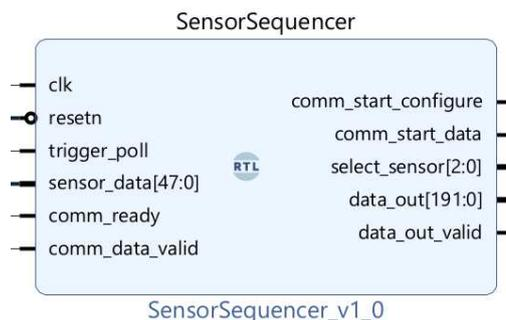 SensorSequencer
clk
resetn
trigger_poll
sensor_data[47:0]
comm_ready
comm_data_valid
RTL
comm_start_configure
comm_start_data
select_sensor[2:0]
data_out[191:0]
data_out_valid
SensorSequencer_v1_0